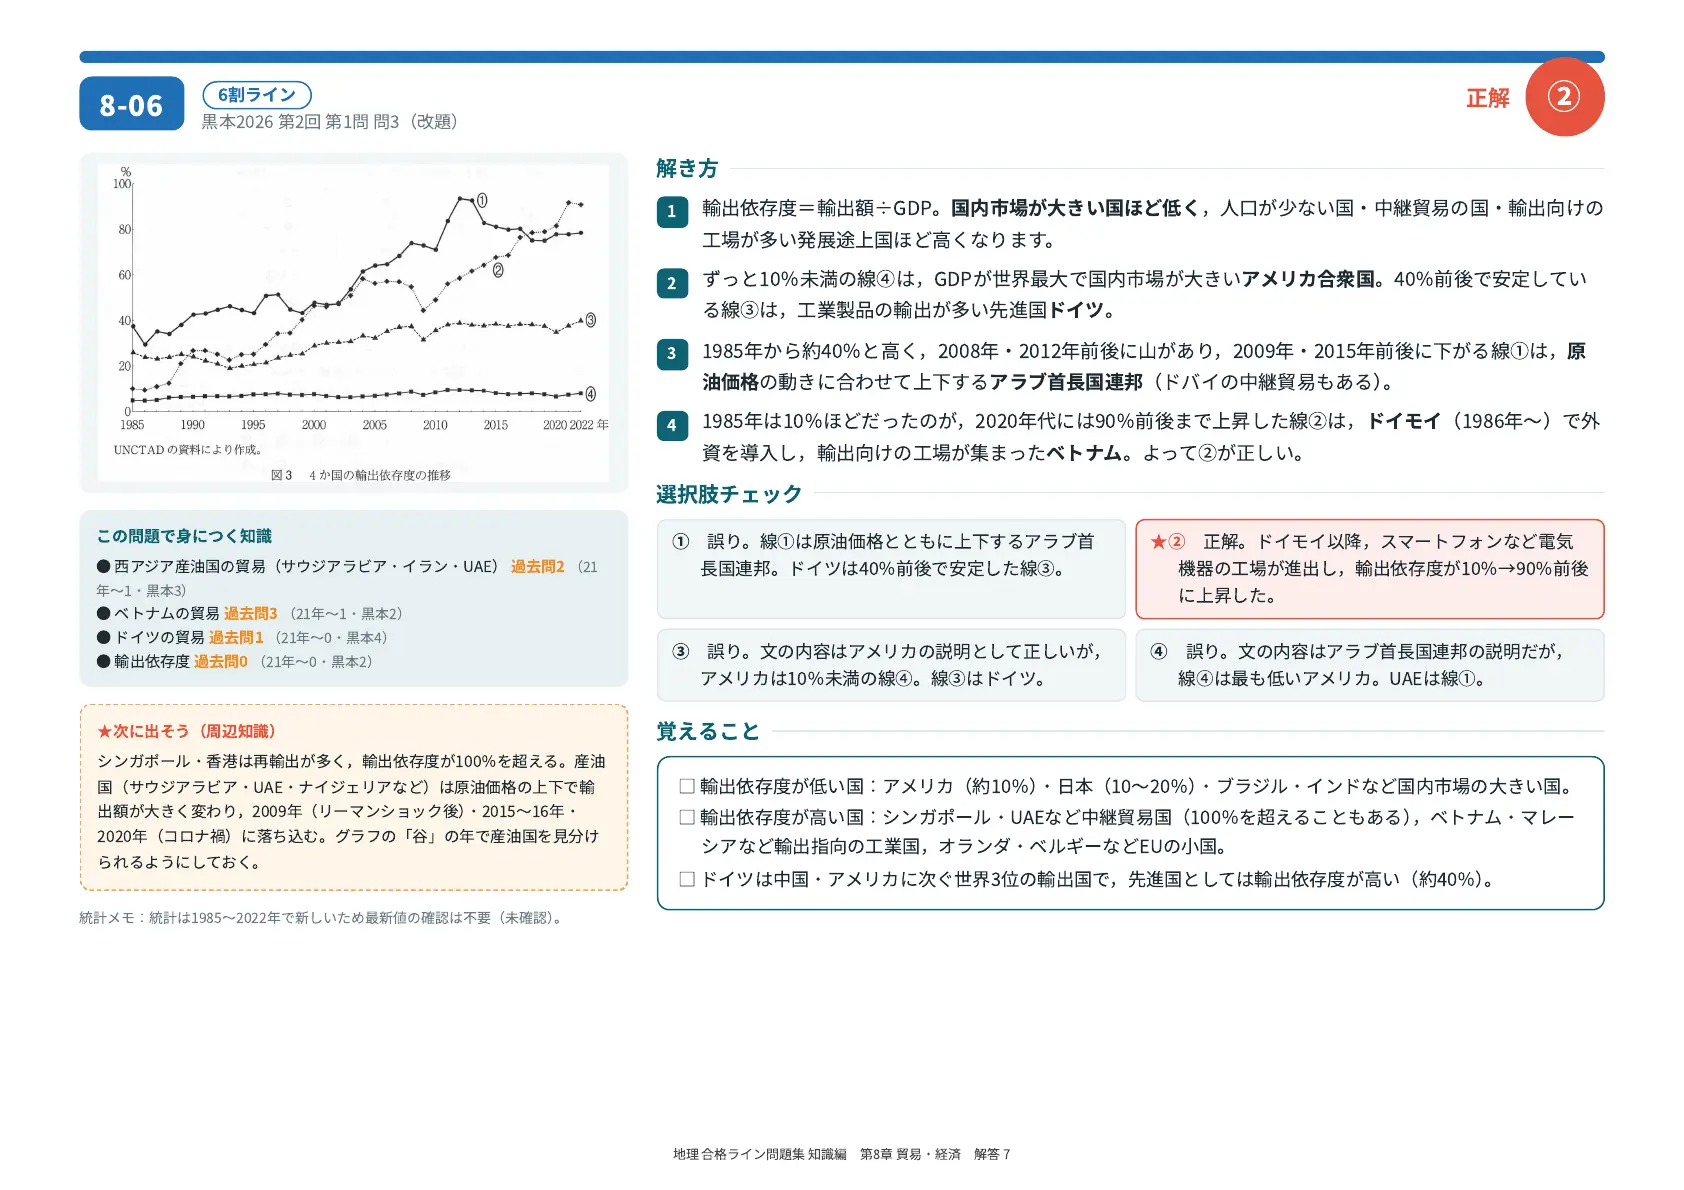 8-06
6割ライン
黒本2026 第2回 第1問 問3（改題）
正解 ②
%
100
80
60
40
20
0
①
②
③
④
1985 1990 1995 2000 2005 2010 2015 2020 2022 年
UNCTAD の資料により作成。
図 3　4 か国の輸出依存度の推移
この問題で身につく知識
● 西アジア産油国の貿易（サウジアラビア・イラン・UAE） 過去問2 （21
年〜1・黒本3）
● ベトナムの貿易 過去問3 （21年〜1・黒本2）
● ドイツの貿易 過去問1 （21年〜0・黒本4）
● 輸出依存度 過去問0 （21年〜0・黒本2）
★次に出そう（周辺知識）
シンガポール・香港は再輸出が多く，輸出依存度が100%を超える。産油
国（サウジアラビア・UAE・ナイジェリアなど）は原油価格の上下で輸
出額が大きく変わり，2009年（リーマンショック後）・2015〜16年・
2020年（コロナ禍）に落ち込む。グラフの「谷」の年で産油国を見分け
られるようにしておく。
統計メモ：統計は1985〜2022年で新しいため最新値の確認は不要（未確認）。
解き方
1 輸出依存度＝輸出額÷GDP。国内市場が大きい国ほど低く，人口が少ない国・中継貿易の国・輸出向けの
工場が多い発展途上国ほど高くなります。
2 ずっと10%未満の線④は，GDPが世界最大で国内市場が大きいアメリカ合衆国。40%前後で安定してい
る線③は，工業製品の輸出が多い先進国ドイツ。
3 1985年から約40%と高く，2008年・2012年前後に山があり，2009年・2015年前後に下がる線①は，原
油価格の動きに合わせて上下するアラブ首長国連邦（ドバイの中継貿易もある）。
4 1985年は10%ほどだったのが，2020年代には90%前後まで上昇した線②は，ドイモイ（1986年〜）で外
資を導入し，輸出向けの工場が集まったベトナム。よって②が正しい。
選択肢チェック
① 誤り。線①は原油価格とともに上下するアラブ首
長国連邦。ドイツは40%前後で安定した線③。
★② 正解。ドイモイ以降，スマートフォンなど電気
機器の工場が進出し，輸出依存度が10%→90%前後
に上昇した。
③ 誤り。文の内容はアメリカの説明として正しいが，
アメリカは10%未満の線④。線③はドイツ。
④ 誤り。文の内容はアラブ首長国連邦の説明だが，
線④は最も低いアメリカ。UAEは線①。
覚えること
□ 輸出依存度が低い国：アメリカ（約10%）・日本（10〜20%）・ブラジル・インドなど国内市場の大きい国。
□ 輸出依存度が高い国：シンガポール・UAEなど中継貿易国（100%を超えることもある），ベトナム・マレー
シアなど輸出指向の工業国，オランダ・ベルギーなどEUの小国。
□ ドイツは中国・アメリカに次ぐ世界3位の輸出国で，先進国としては輸出依存度が高い（約40%）。
地理 合格ライン問題集 知識編　第8章 貿易・経済　解答 7